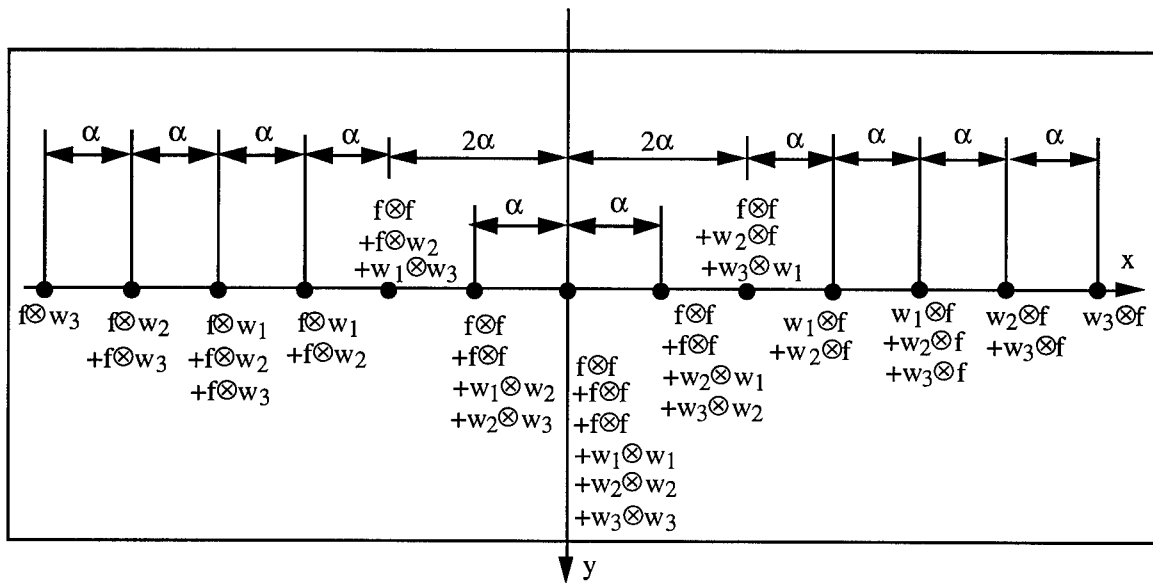 α α α α 2α 2α α α α α
α α
f⊗f
+f⊗w₂
+w₁⊗w₃
f⊗f
+w₂⊗f
+w₃⊗w₁
x
f⊗w₃
f⊗w₂
+f⊗w₃
f⊗w₁
+f⊗w₂
+f⊗w₃
f⊗w₁
+f⊗w₂
f⊗f
+f⊗f
+w₁⊗w₂
+w₂⊗w₃
f⊗f
+f⊗f
+f⊗f
+w₁⊗w₁
+w₂⊗w₂
+w₃⊗w₃
f⊗f
+f⊗f
+w₂⊗w₁
+w₃⊗w₂
w₁⊗f
+w₂⊗f
w₁⊗f
+w₂⊗f
+w₃⊗f
w₂⊗f
+w₃⊗f
w₃⊗f
y